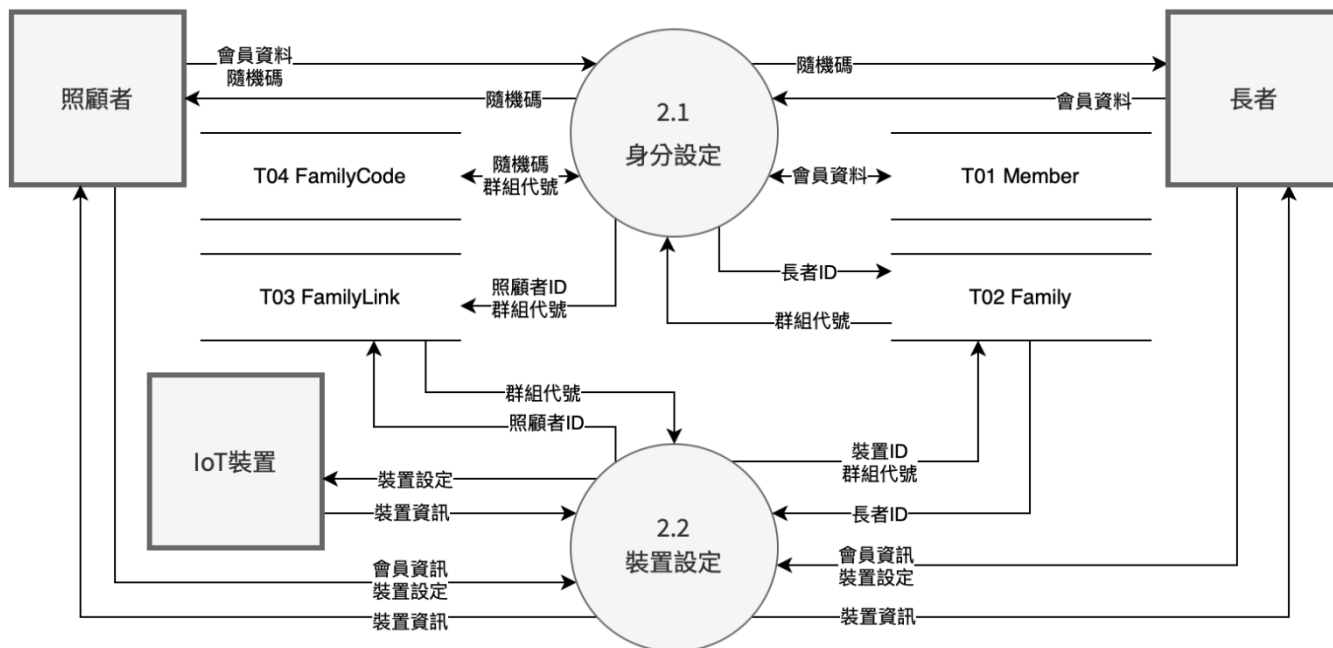 照顧者
會員資料
隨機碼
隨機碼
2.1
身分設定
隨機碼
會員資料
長者
T04 FamilyCode
隨機碼
群組代號
會員資料
T01 Member
T03 FamilyLink
照顧者ID
群組代號
長者ID
群組代號
T02 Family
群組代號
照顧者ID
IoT裝置
裝置設定
裝置資訊
2.2
裝置設定
裝置ID
群組代號
長者ID
會員資訊
裝置設定
裝置資訊
會員資訊
裝置設定
裝置資訊